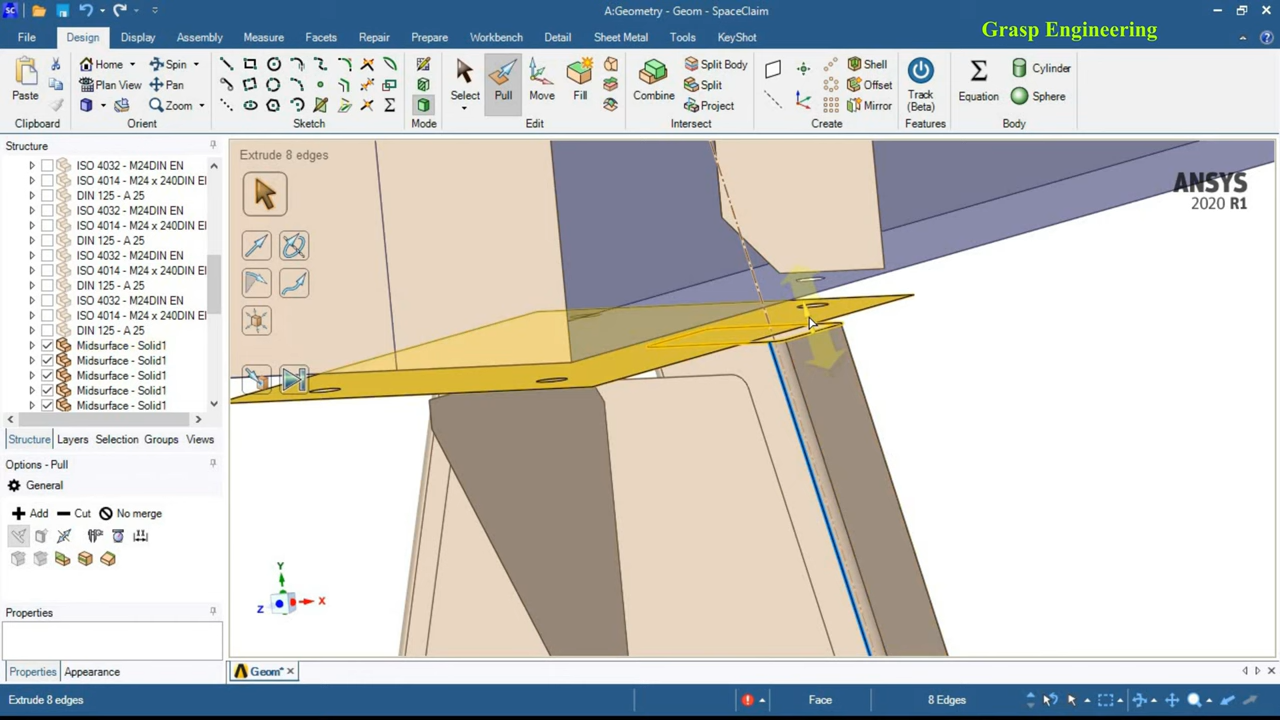 A:Geometry - Geom - SpaceClaim
File Design Display Assembly Measure Facets Repair Prepare Workbench Detail Sheet Metal Tools KeyShot
Grasp Engineering
Paste
Clipboard
Home Spin
Plan View Pan
Zoom
Orient
Sketch
Mode
Select Pull Move Fill
Edit
Combine
Split Body
Split
Project
Intersect
Shell
Offset
Mirror
Create
Track
(Beta)
Features
Equation
Cylinder
Sphere
Body
Structure
ISO 4032 - M24DIN EN
ISO 4014 - M24 x 240DIN EI
DIN 125 - A 25
ISO 4032 - M24DIN EN
ISO 4014 - M24 x 240DIN EI
DIN 125 - A 25
ISO 4032 - M24DIN EN
ISO 4014 - M24 x 240DIN EI
DIN 125 - A 25
ISO 4032 - M24DIN EN
ISO 4014 - M24 x 240DIN EI
DIN 125 - A 25
Midsurface - Solid1
Midsurface - Solid1
Midsurface - Solid1
Midsurface - Solid1
Midsurface - Solid1
Structure Layers Selection Groups Views
Options - Pull
General
Add Cut No merge
Properties
Properties Appearance
Extrude 8 edges
ANSYS
2020 R1
Y
Z
X
Geom*
Extrude 8 edges
Face
8 Edges